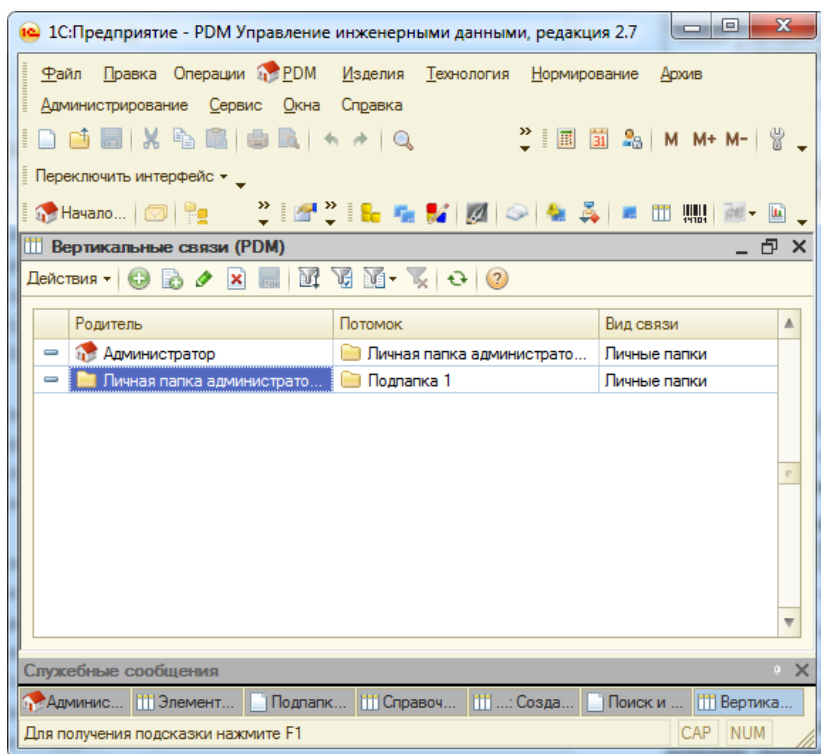 1С:Предприятие - PDM Управление инженерными данными, редакция 2.7
Файл Правка Операции PDM Изделия Технология Нормирование Архив
Администрирование Сервис Окна Справка
M M+ M-
Переключить интерфейс
Начало...
Вертикальные связи (PDM)
Действия
Родитель Потомок Вид связи
Администратор Личная папка администрато... Личные папки
Личная папка администрато... Подпапка 1 Личные папки
Служебные сообщения
Админис... Элемент... Подпапк... Справоч... ...: Созда... Поиск и ... Вертика...
Для получения подсказки нажмите F1 CAP NUM